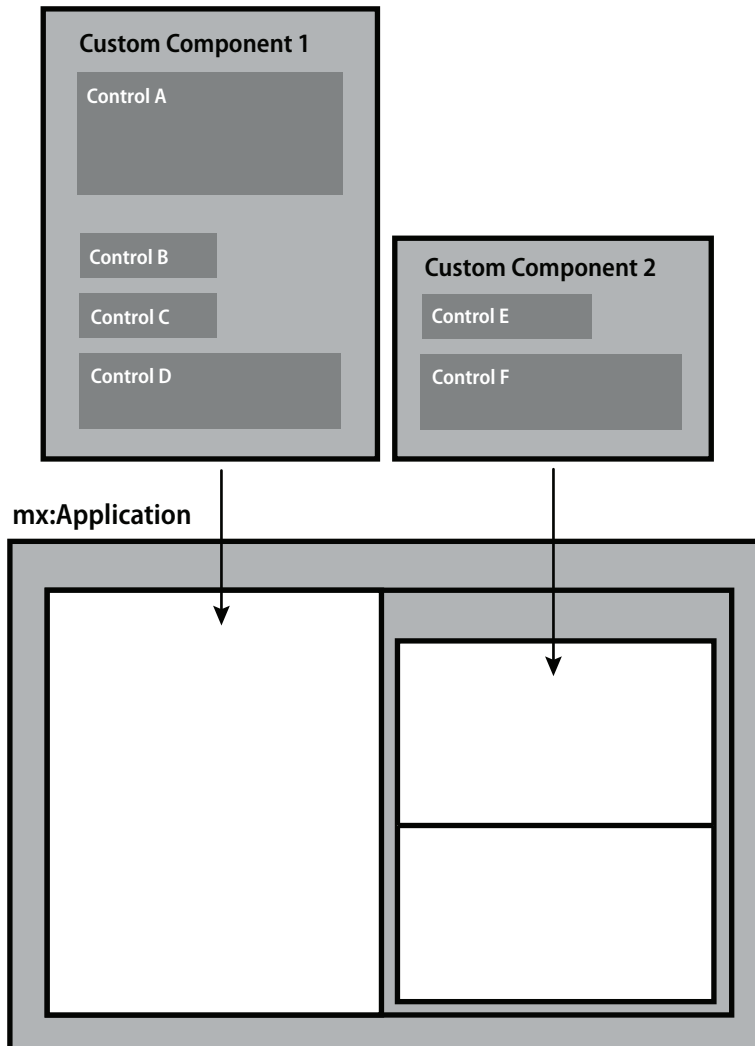 Custom Component 1
Control A
Control B
Control C
Control D
Custom Component 2
Control E
Control F
mx:Application